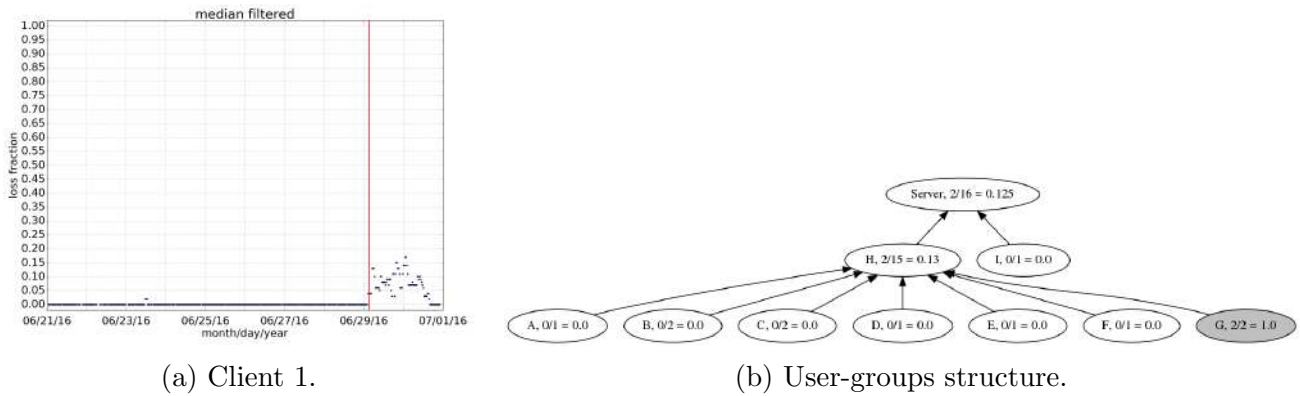 median filtered
1.00
0.95
0.90
0.85
0.80
0.75
0.70
0.65
0.60
0.55
0.50
0.45
0.40
0.35
0.30
0.25
0.20
0.15
0.10
0.05
0.00
loss fraction
06/21/16 06/23/16 06/25/16 06/27/16 06/29/16 07/01/16
month/day/year
(a) Client 1.
Server, 2/16 = 0.125
H, 2/15 = 0.13 I, 0/1 = 0.0
A, 0/1 = 0.0 B, 0/2 = 0.0 C, 0/2 = 0.0 D, 0/1 = 0.0 E, 0/1 = 0.0 F, 0/1 = 0.0 G, 2/2 = 1.0
(b) User-groups structure.